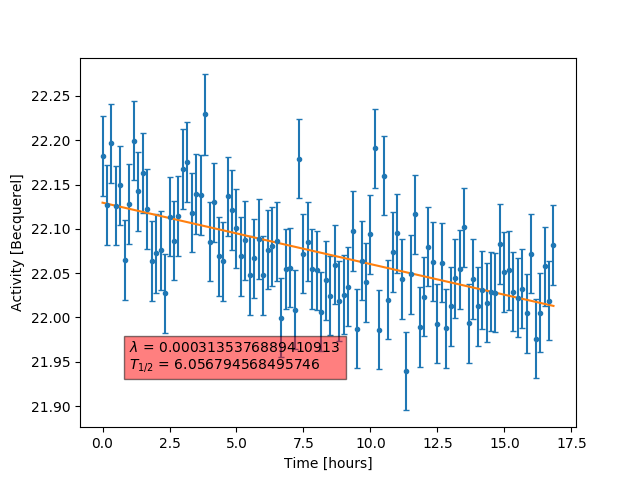 22.25
22.20
22.15
22.10
22.05
22.00
21.95
21.90
Activity [Becquerel]
λ = 0.0003135376889410913
T1/2 = 6.056794568495746
0.0 2.5 5.0 7.5 10.0 12.5 15.0 17.5
Time [hours]